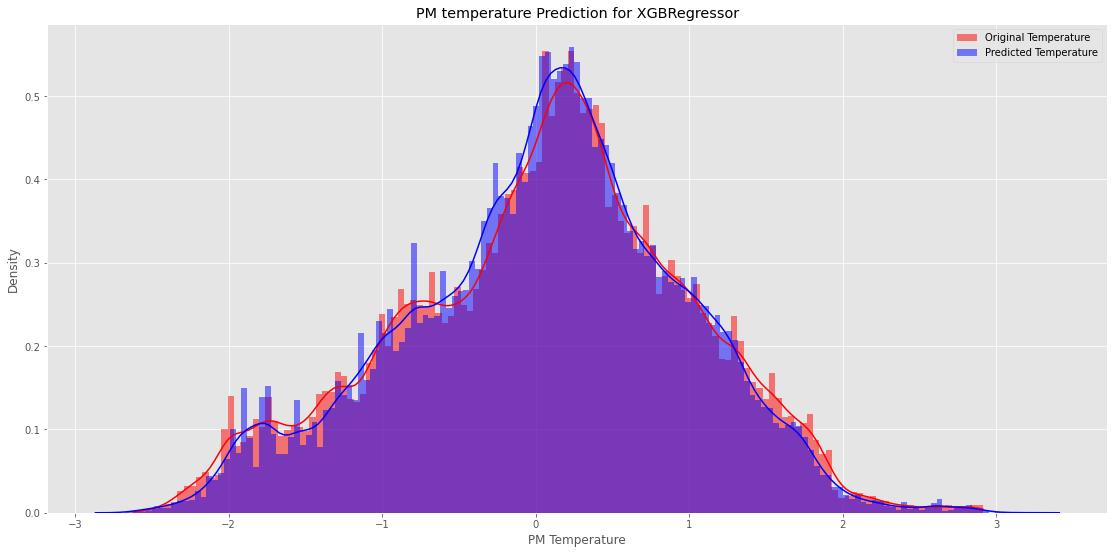 PM temperature Prediction for XGBRegressor
Original Temperature
Predicted Temperature
Density
0.5
0.4
0.3
0.2
0.1
0.0
−3 −2 −1 0 1 2 3
PM Temperature